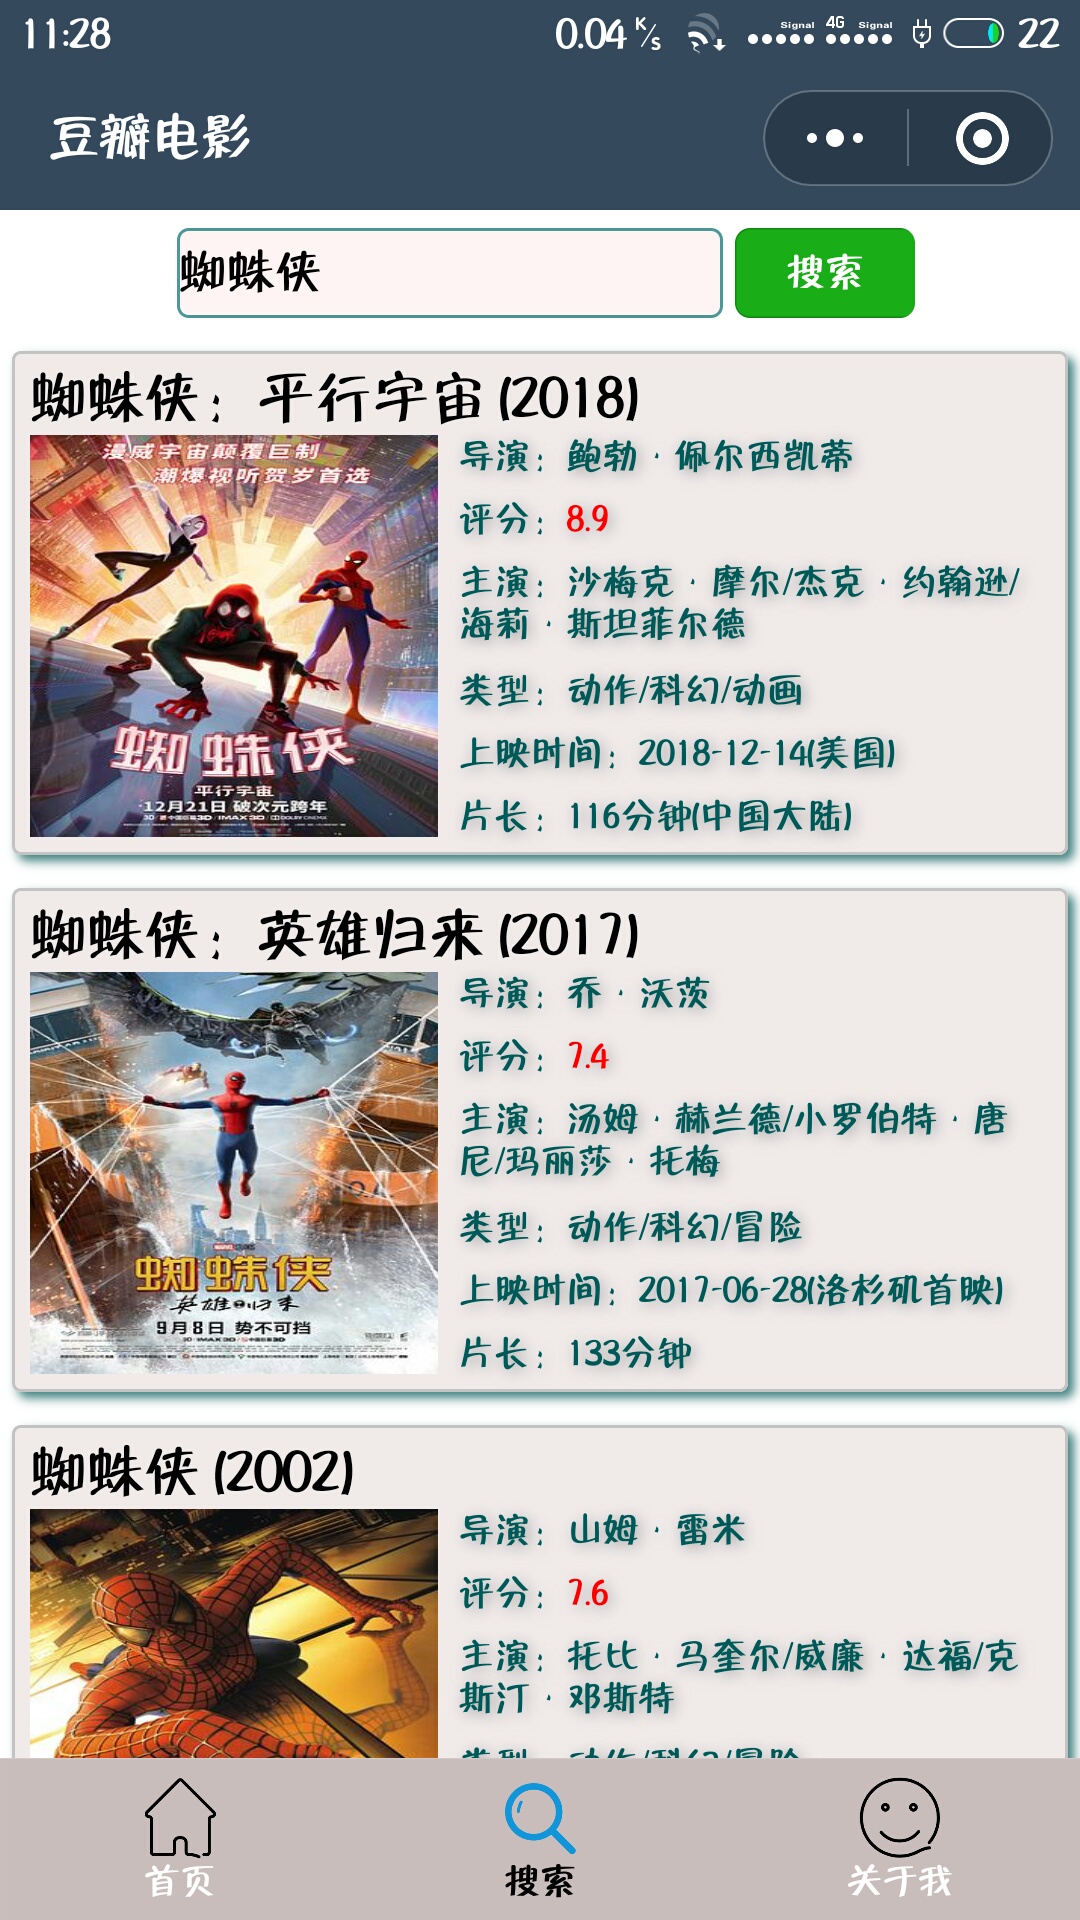 11:28
0.04 K/s
Signal 4G Signal
22
豆瓣电影
蜘蛛侠
搜索
蜘蛛侠：平行宇宙 (2018)
漫威宇宙颠覆巨制
潮爆视听贺岁首选
蜘蛛侠
平行宇宙
12月21日 破次元跨年
导演：鲍勃·佩尔西凯蒂
评分：8.9
主演：沙梅克·摩尔/杰克·约翰逊/
海莉·斯坦菲尔德
类型：动作/科幻/动画
上映时间：2018-12-14(美国)
片长：116分钟(中国大陆)
蜘蛛侠：英雄归来 (2017)
蜘蛛侠
英雄归来
9月8日 势不可挡
导演：乔·沃茨
评分：7.4
主演：汤姆·赫兰德/小罗伯特·唐
尼/玛丽莎·托梅
类型：动作/科幻/冒险
上映时间：2017-06-28(洛杉矶首映)
片长：133分钟
蜘蛛侠 (2002)
导演：山姆·雷米
评分：7.6
主演：托比·马奎尔/威廉·达福/克
斯汀·邓斯特
类型：动作/科幻/冒险
首页
搜索
关于我